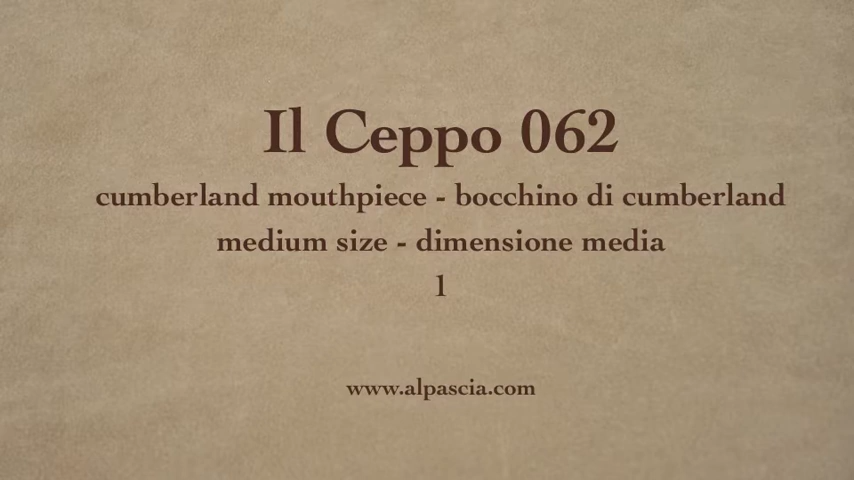 Il Ceppo 062
cumberland mouthpiece - bocchino di cumberland
medium size - dimensione media
1
www.alpascia.com